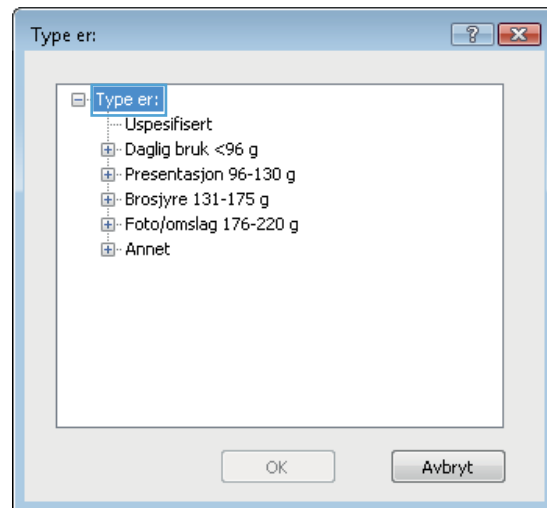 Type er:
Type er:
Uspesifisert
Daglig bruk <96 g
Presentasjon 96-130 g
Brosjyre 131-175 g
Foto/omslag 176-220 g
Annet
OK Avbryt